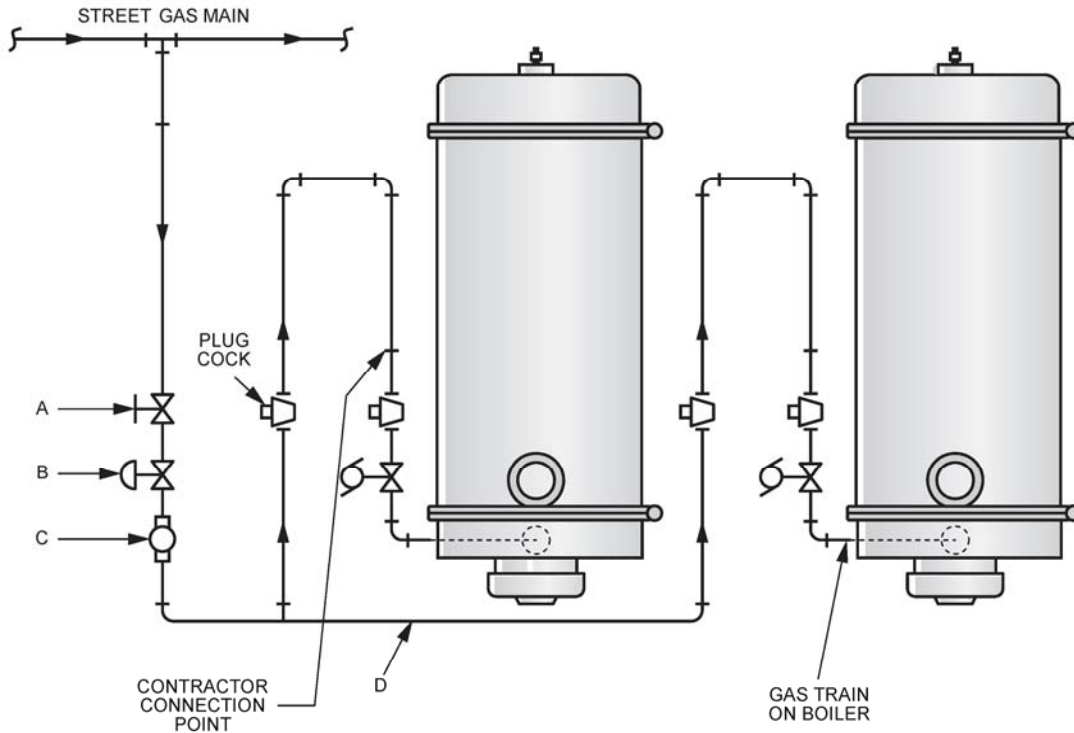 STREET GAS MAIN
PLUG
COCK
A
B
C
D
CONTRACTOR
CONNECTION
POINT
GAS TRAIN
ON BOILER